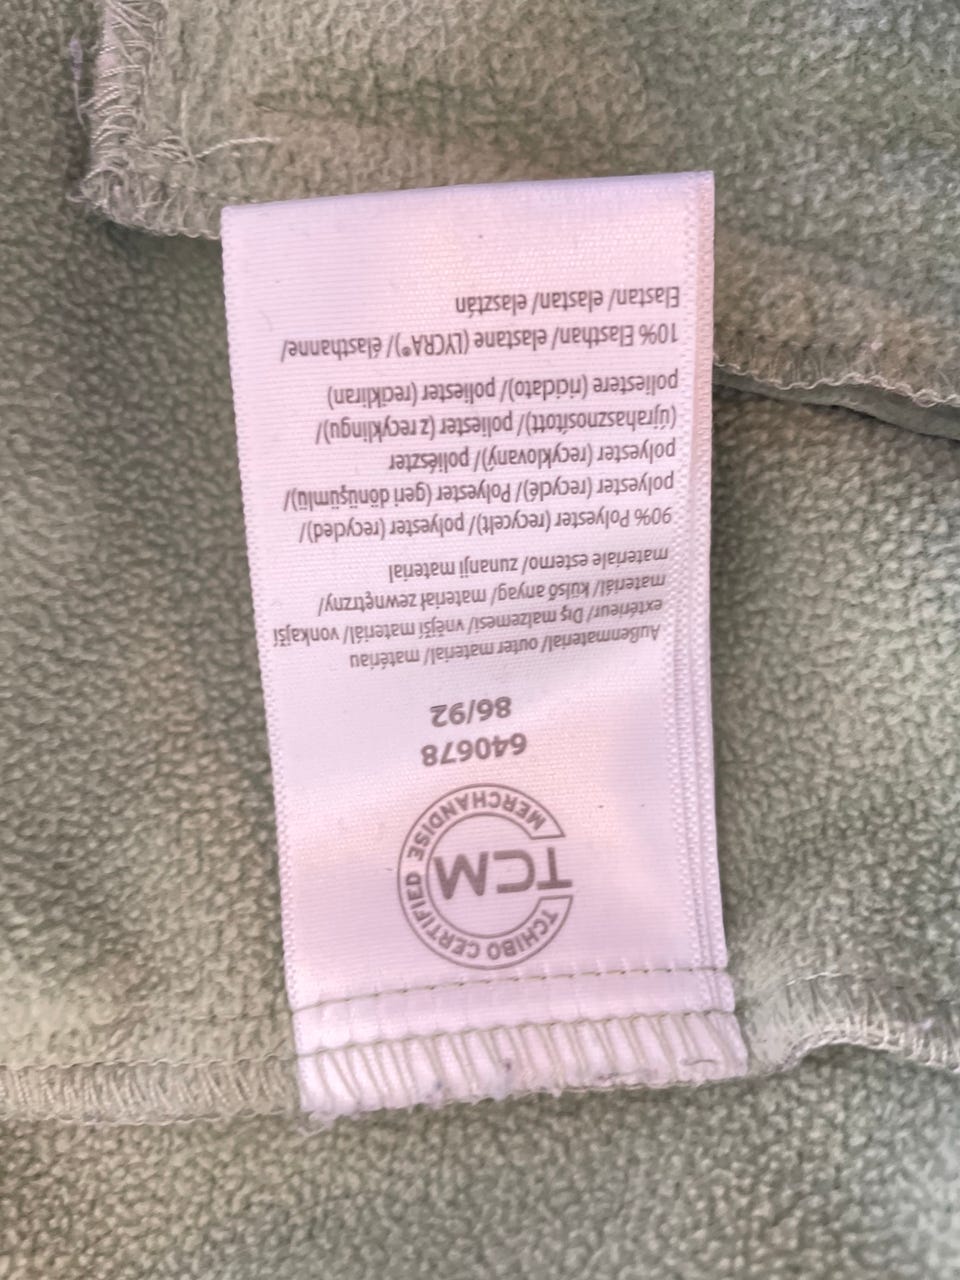 TCHIBO CERTIFIED MERCHANDISE
TCM
640678
86/92
Außenmaterial/ outer material/ matériau
extérieur/ Dış malzemesi/ vnější materiál/ vonkajší
materiál/ külső anyag/ materiał zewnętrzny/
materiale esterno/ zunanji material
90% Polyester (recycelt)/ polyester (recycled)/
polyester (recyclé)/ Polyester (geri dönüşümlü)/
polyester (recyklovaný)/ poliészter
(újrahasznosított)/ poliester (z recyklingu)/
poliestere (riciclato)/ poliester (recikliran)
10% Elasthan/ elastane (LYCRA®)/ élasthanne/
Elastan/ elastan/ elasztán